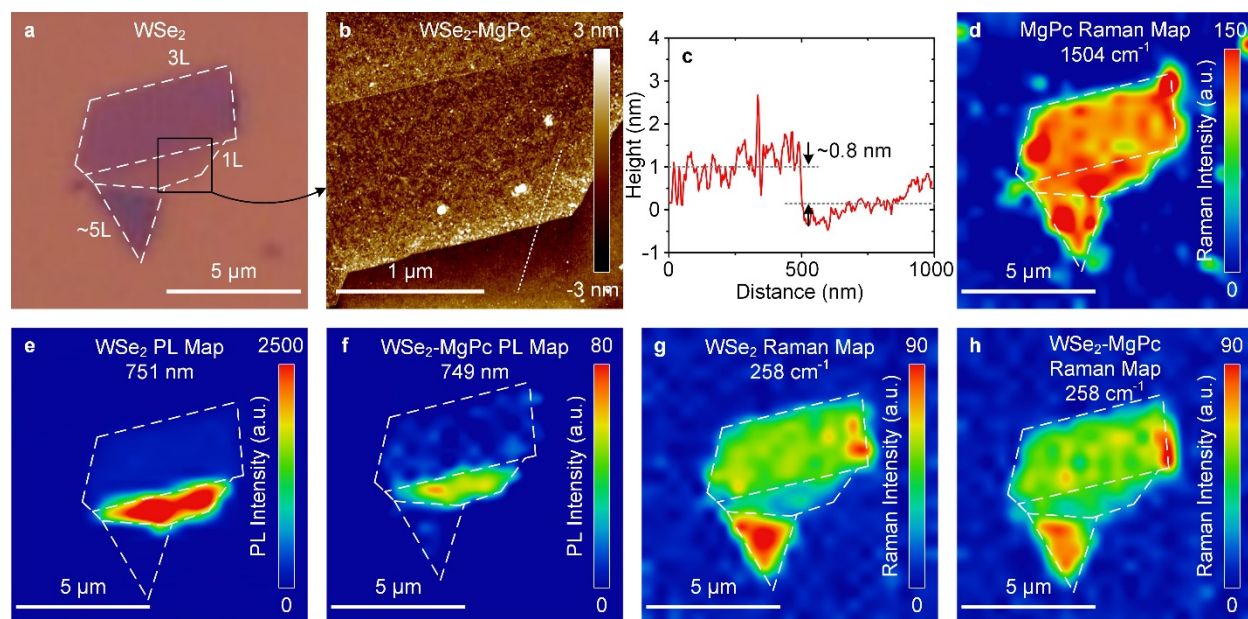 a
WSe₂
3L
1L
~5L
5 µm
b
WSe₂-MgPc
3 nm
-3 nm
1 µm
c
Height (nm)
4
3
2
1
0
-1
~0.8 nm
0
500
1000
Distance (nm)
d
MgPc Raman Map
1504 cm⁻¹
150
Raman Intensity (a.u.)
0
5 µm
e
WSe₂ PL Map
751 nm
2500
PL Intensity (a.u.)
0
5 µm
f
WSe₂-MgPc PL Map
749 nm
80
PL Intensity (a.u.)
0
5 µm
g
WSe₂ Raman Map
258 cm⁻¹
90
Raman Intensity (a.u.)
0
5 µm
h
WSe₂-MgPc
Raman Map
258 cm⁻¹
90
Raman Intensity (a.u.)
0
5 µm